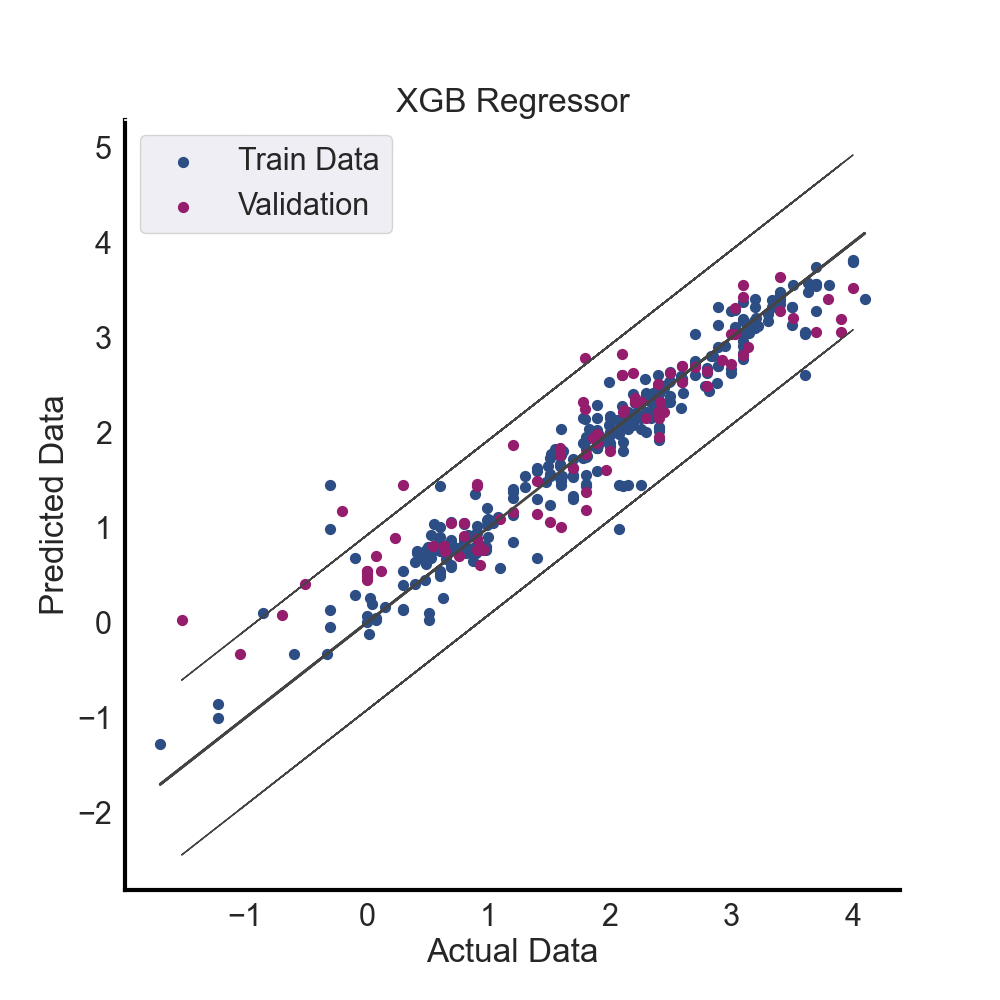 XGB Regressor
Train Data
Validation
5
4
3
2
1
0
−1
−2
Predicted Data
−1 0 1 2 3 4
Actual Data